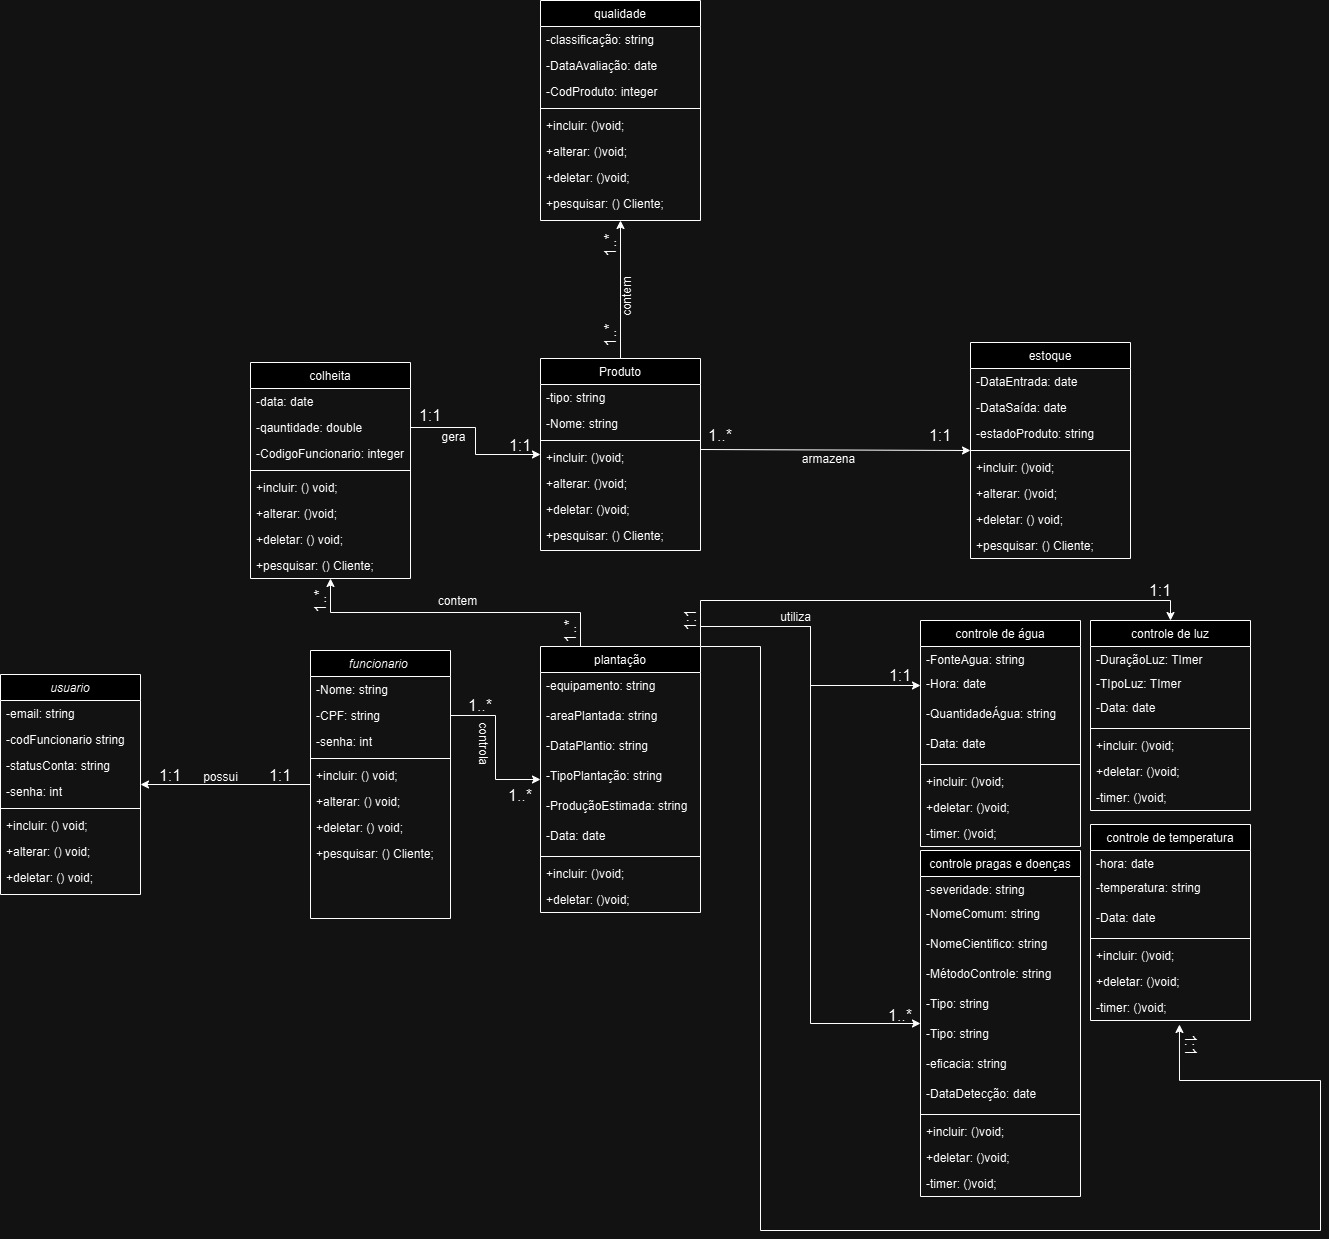 qualidade
-classificação: string
-DataAvaliação: date
-CodProduto: integer
+incluir: ()void;
+alterar: ()void;
+deletar: ()void;
+pesquisar: () Cliente;
1..*
contem
1..*
colheita
-data: date
-qauntidade: double
-CodigoFuncionario: integer
+incluir: () void;
+alterar: ()void;
+deletar: () void;
+pesquisar: () Cliente;
1:1
gera
1:1
Produto
-tipo: string
-Nome: string
+incluir: ()void;
+alterar: ()void;
+deletar: ()void;
+pesquisar: () Cliente;
1..*
armazena
1:1
estoque
-DataEntrada: date
-DataSaída: date
-estadoProduto: string
+incluir: ()void;
+alterar: ()void;
+deletar: () void;
+pesquisar: () Cliente;
1..*
contem
1..*
usuario
-email: string
-codFuncionario string
-statusConta: string
-senha: int
+incluir: () void;
+alterar: () void;
+deletar: () void;
1:1
possui
1:1
funcionario
-Nome: string
-CPF: string
-senha: int
+incluir: () void;
+alterar: () void;
+deletar: () void;
+pesquisar: () Cliente;
1..*
controla
1..*
plantação
-equipamento: string
-areaPlantada: string
-DataPlantio: string
-TipoPlantação: string
-ProduçãoEstimada: string
-Data: date
+incluir: ()void;
+deletar: ()void;
1:1
utiliza
1:1
1:1
1..*
controle de água
-FonteAgua: string
-Hora: date
-QuantidadeÁgua: string
-Data: date
+incluir: ()void;
+deletar: ()void;
-timer: ()void;
controle de luz
-DuraçãoLuz: TImer
-TIpoLuz: TImer
-Data: date
+incluir: ()void;
+deletar: ()void;
-timer: ()void;
controle pragas e doenças
-severidade: string
-NomeComum: string
-NomeCientifico: string
-MétodoControle: string
-Tipo: string
-Tipo: string
-eficacia: string
-DataDetecção: date
+incluir: ()void;
+deletar: ()void;
-timer: ()void;
controle de temperatura
-hora: date
-temperatura: string
-Data: date
+incluir: ()void;
+deletar: ()void;
-timer: ()void;
1:1